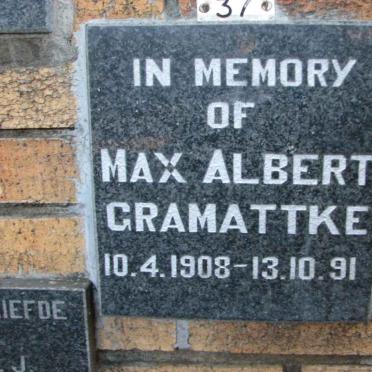 37
IN MEMORY
OF
MAX ALBERT
GRAMATTKE
10.4.1908-13.10.91
IEFDE
J.